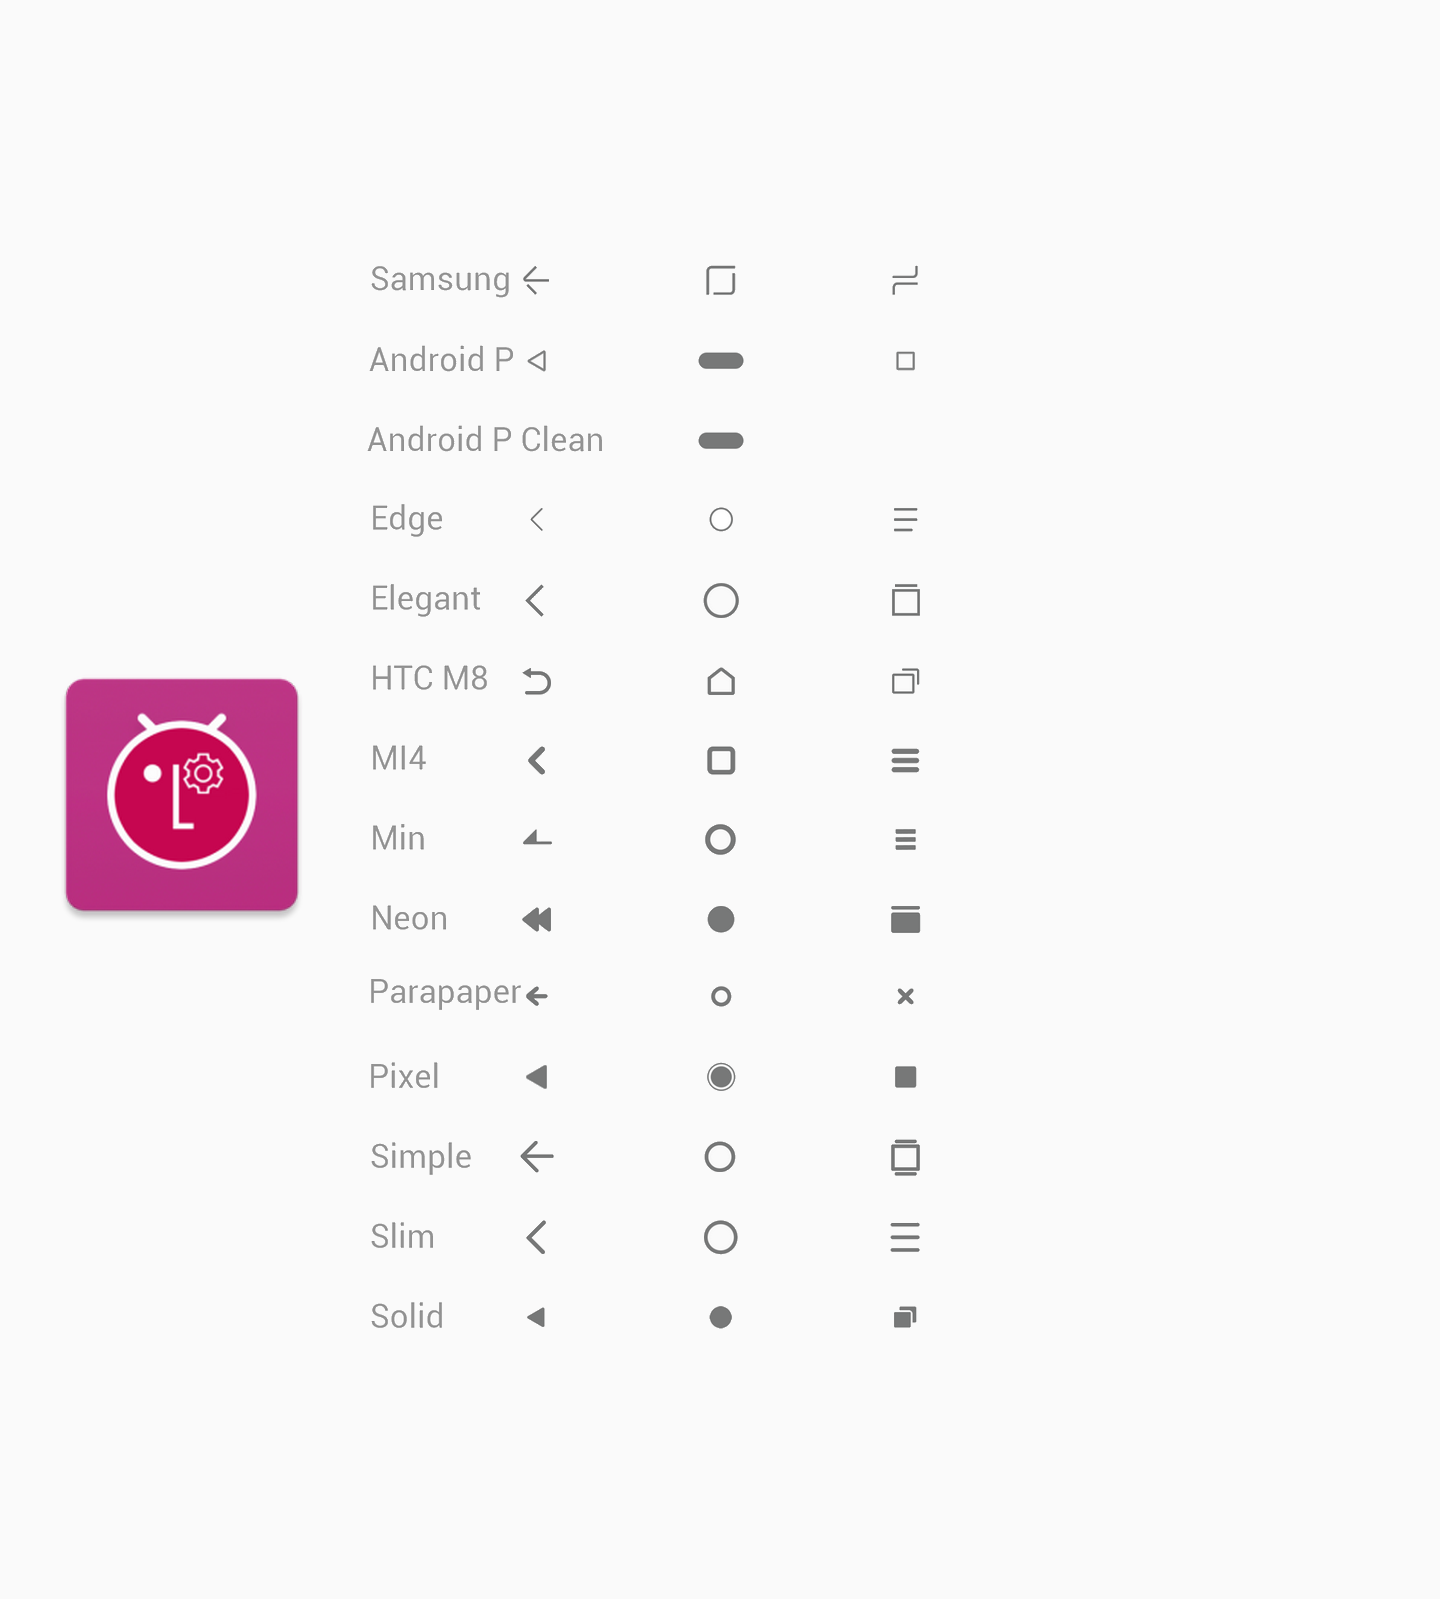 Samsung
Android P
Android P Clean
Edge
Elegant
HTC M8
MI4
Min
Neon
Parapaper
Pixel
Simple
Slim
Solid